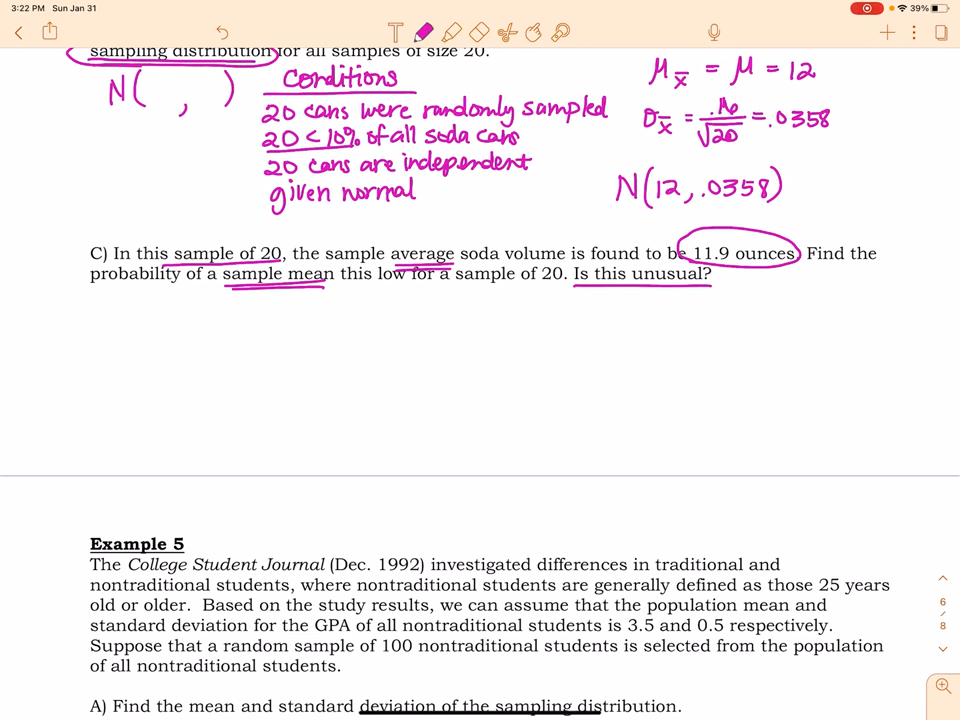 3:22 PM Sun Jan 31
39%
T
sampling distribution for all samples of size 20.
N( , )
Conditions
20 cans were randomly sampled
20 < 10% of all soda cans
20 cans are independent
given normal
μx̄ = μ = 12
σx̄ = .16/√20 = .0358
N(12, .0358)
C) In this sample of 20, the sample average soda volume is found to be 11.9 ounces. Find the
probability of a sample mean this low for a sample of 20. Is this unusual?
Example 5
The College Student Journal (Dec. 1992) investigated differences in traditional and
nontraditional students, where nontraditional students are generally defined as those 25 years
old or older. Based on the study results, we can assume that the population mean and
standard deviation for the GPA of all nontraditional students is 3.5 and 0.5 respectively.
Suppose that a random sample of 100 nontraditional students is selected from the population
of all nontraditional students.
A) Find the mean and standard deviation of the sampling distribution.
6
/
8